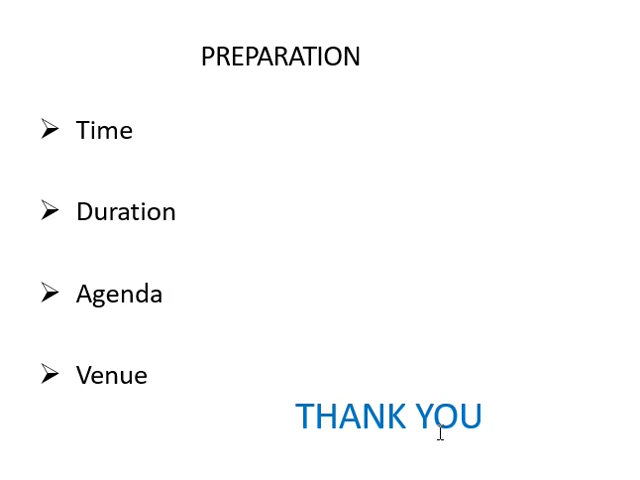 PREPARATION
➢ Time
➢ Duration
➢ Agenda
➢ Venue
THANK YOU